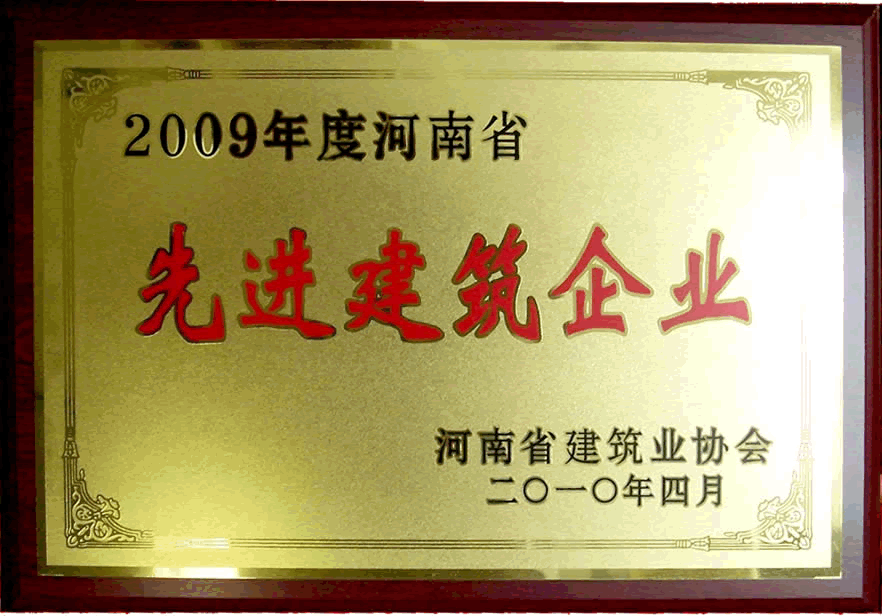 2009年度河南省
先进建筑企业
河南省建筑业协会
二〇一〇年四月